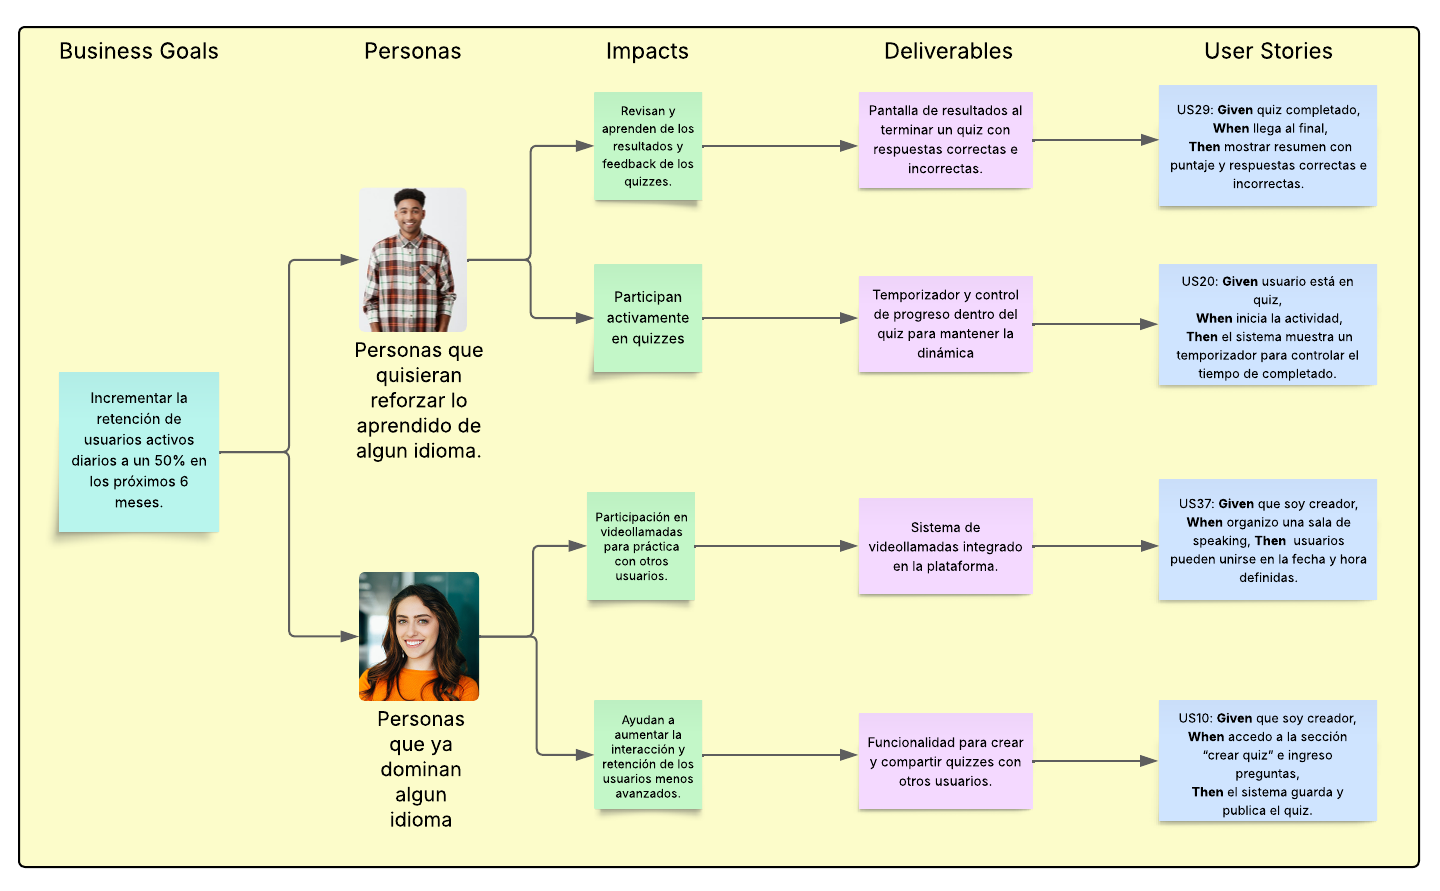 Business Goals
Personas
Impacts
Deliverables
User Stories
Incrementar la
retención de
usuarios activos
diarios a un 50% en
los próximos 6
meses.
Personas que
quisieran
reforzar lo
aprendido de
algun idioma.
Revisan y
aprenden de los
resultados y
feedback de los
quizzes.
Pantalla de resultados al
terminar un quiz con
respuestas correctas e
incorrectas.
US29: Given quiz completado,
When llega al final,
Then mostrar resumen con
puntaje y respuestas correctas e
incorrectas.
Participan
activamente
en quizzes
Temporizador y control
de progreso dentro del
quiz para mantener la
dinámica
US20: Given usuario está en
quiz,
When inicia la actividad,
Then el sistema muestra un
temporizador para controlar el
tiempo de completado.
Personas
que ya
dominan
algun
idioma
Participación en
videollamadas
para práctica
con otros
usuarios.
Sistema de
videollamadas integrado
en la plataforma.
US37: Given que soy creador,
When organizo una sala de
speaking, Then usuarios
pueden unirse en la fecha y hora
definidas.
Ayudan a
aumentar la
interacción y
retención de los
usuarios menos
avanzados.
Funcionalidad para crear
y compartir quizzes con
otros usuarios.
US10: Given que soy creador,
When accedo a la sección
“crear quiz” e ingreso
preguntas,
Then el sistema guarda y
publica el quiz.